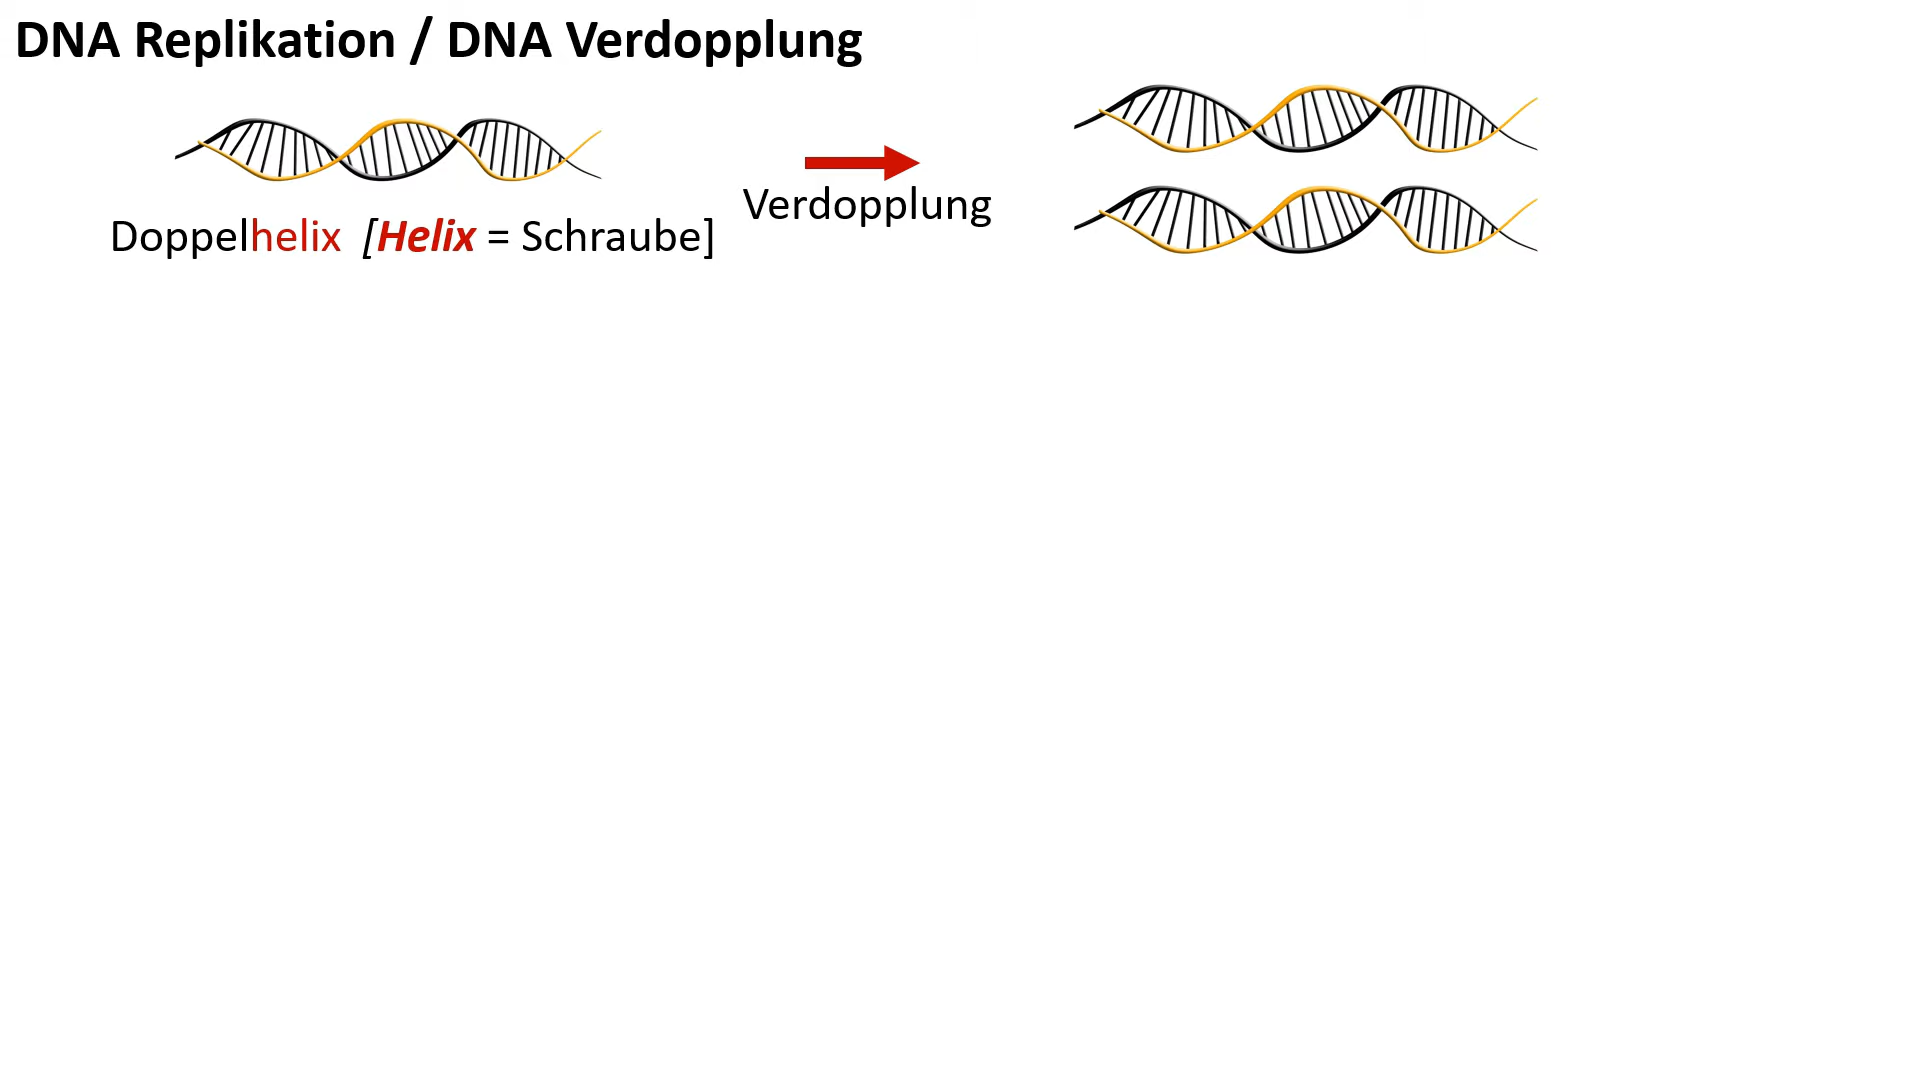 DNA Replikation / DNA Verdopplung
Verdopplung
Doppelhelix [Helix = Schraube]